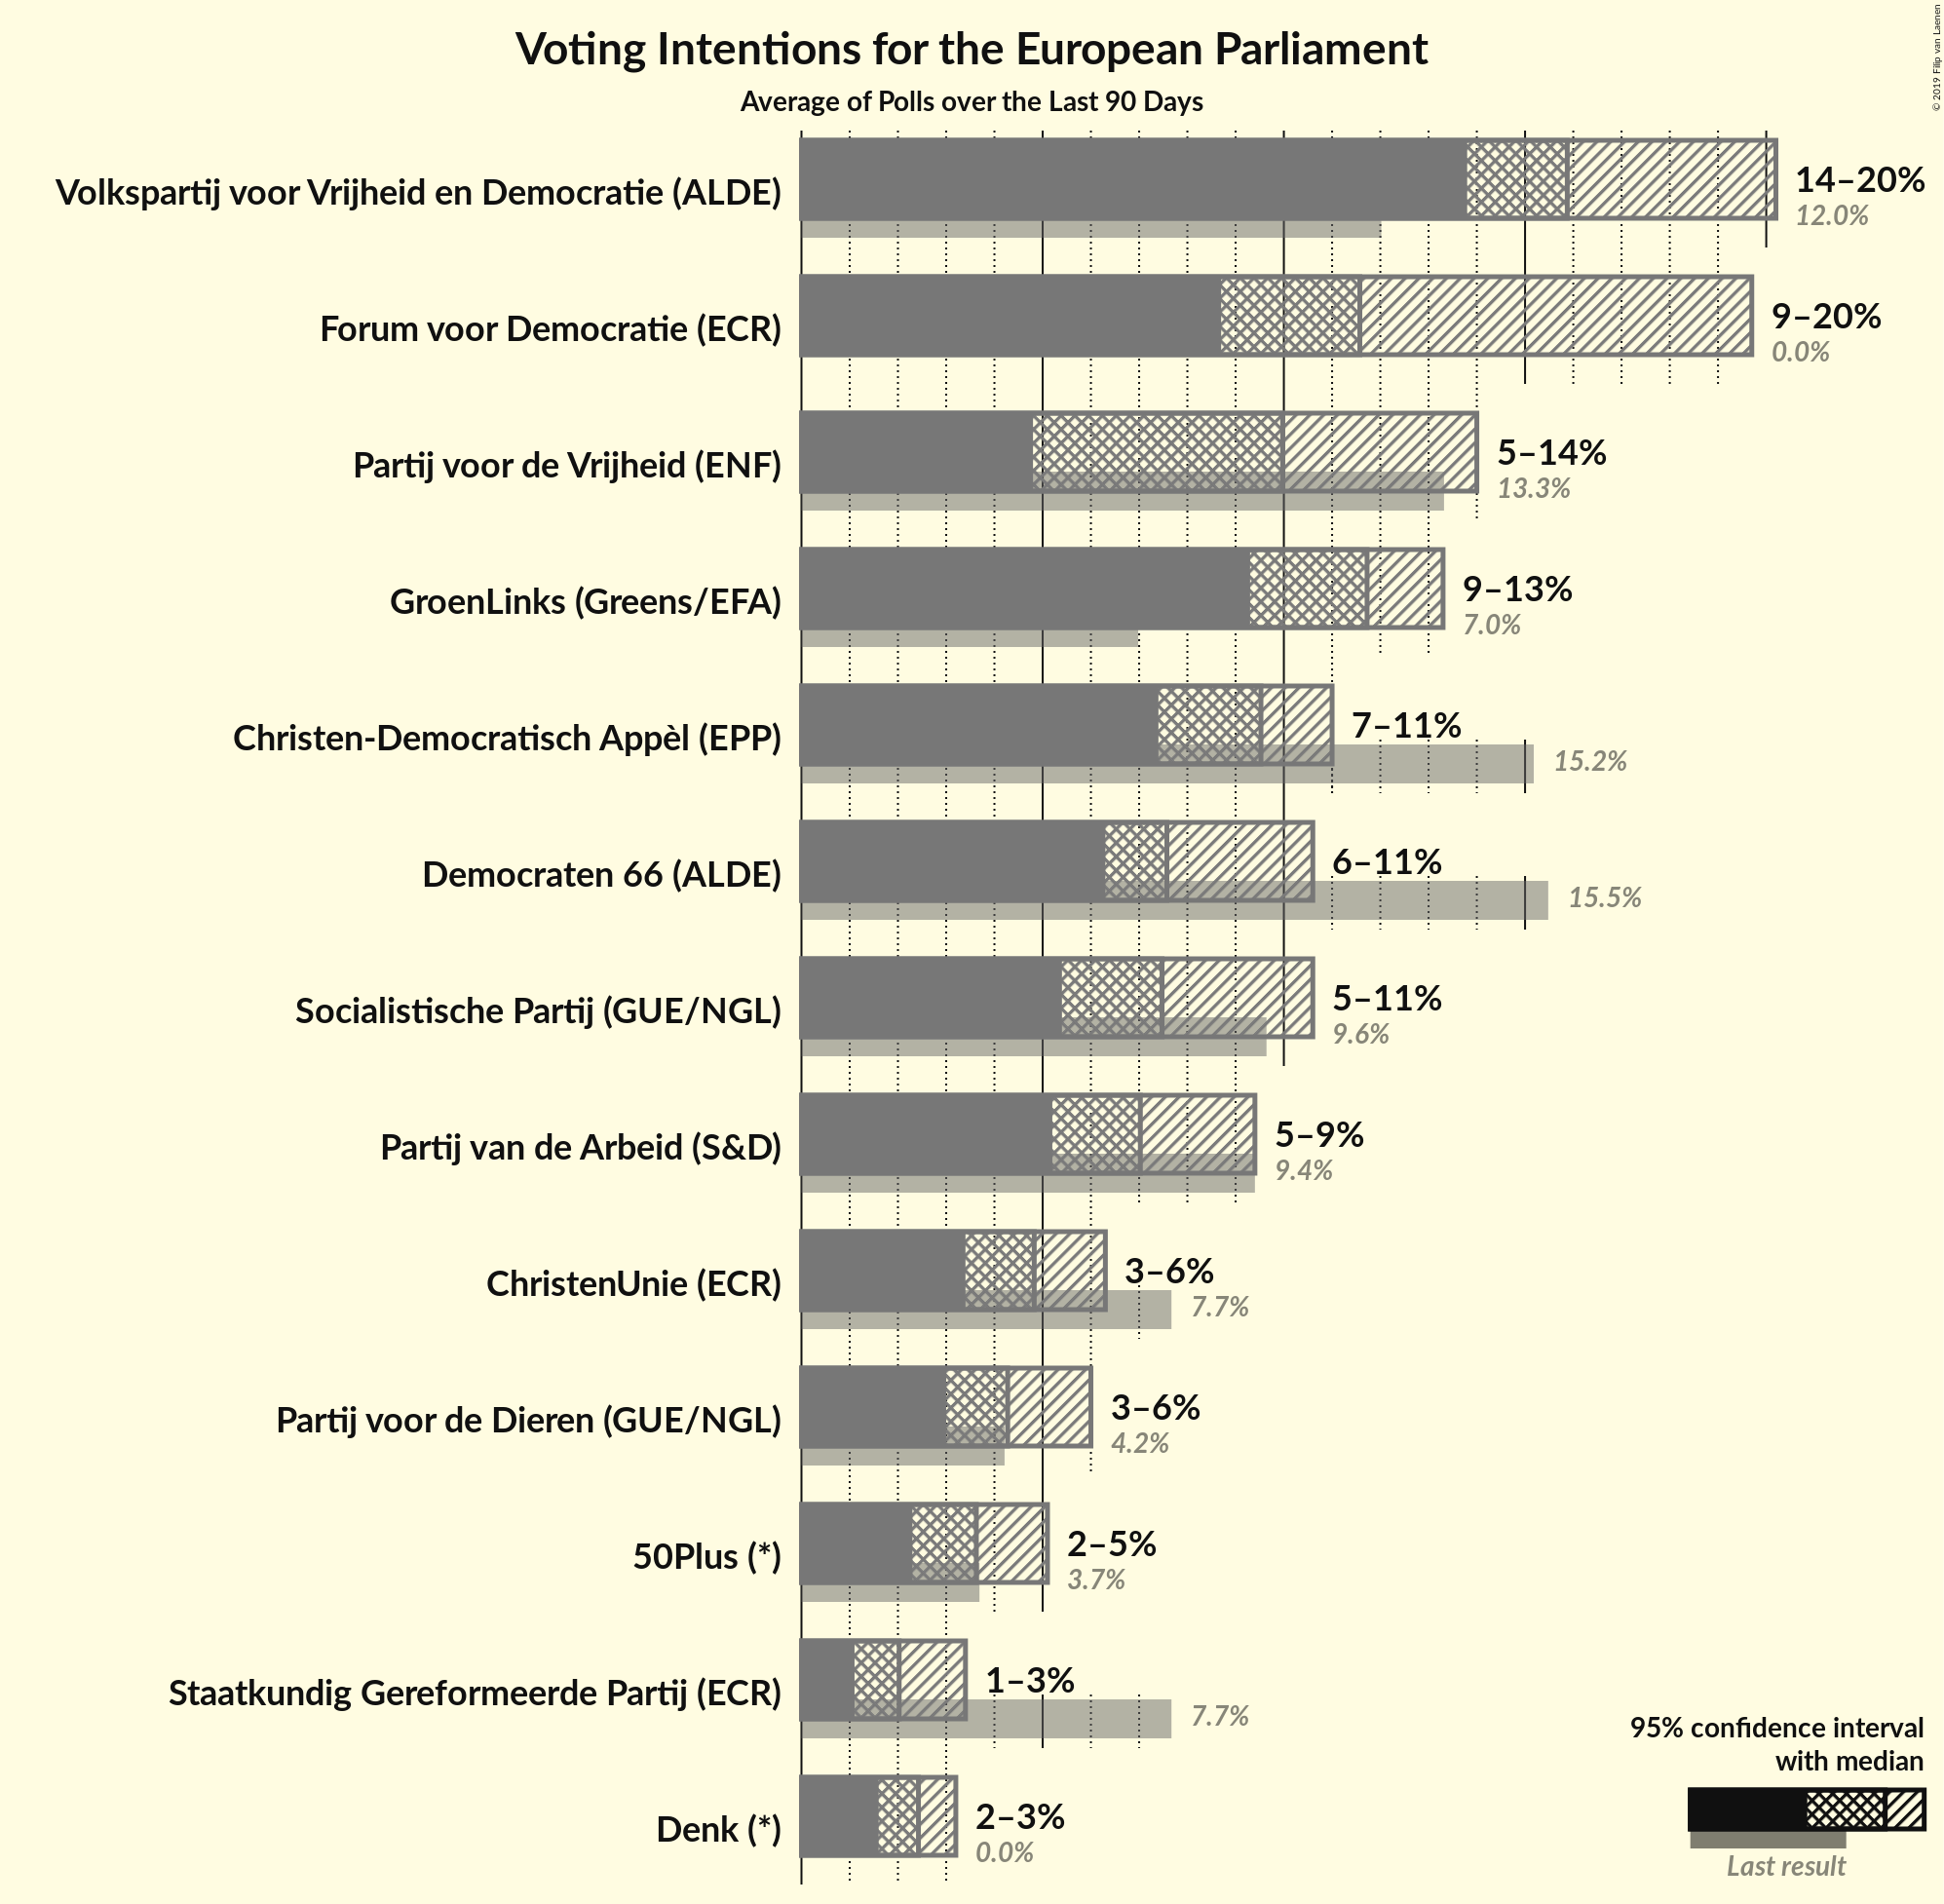 Voting Intentions for the European Parliament
Average of Polls over the Last 90 Days
© 2019 Filip van Laenen
Volkspartij voor Vrijheid en Democratie (ALDE)
14–20%
12.0%
Forum voor Democratie (ECR)
9–20%
0.0%
Partij voor de Vrijheid (ENF)
5–14%
13.3%
GroenLinks (Greens/EFA)
9–13%
7.0%
Christen-Democratisch Appèl (EPP)
7–11%
15.2%
Democraten 66 (ALDE)
6–11%
15.5%
Socialistische Partij (GUE/NGL)
5–11%
9.6%
Partij van de Arbeid (S&D)
5–9%
9.4%
ChristenUnie (ECR)
3–6%
7.7%
Partij voor de Dieren (GUE/NGL)
3–6%
4.2%
50Plus (*)
2–5%
3.7%
Staatkundig Gereformeerde Partij (ECR)
1–3%
7.7%
Denk (*)
2–3%
0.0%
95% confidence interval
with median
Last result